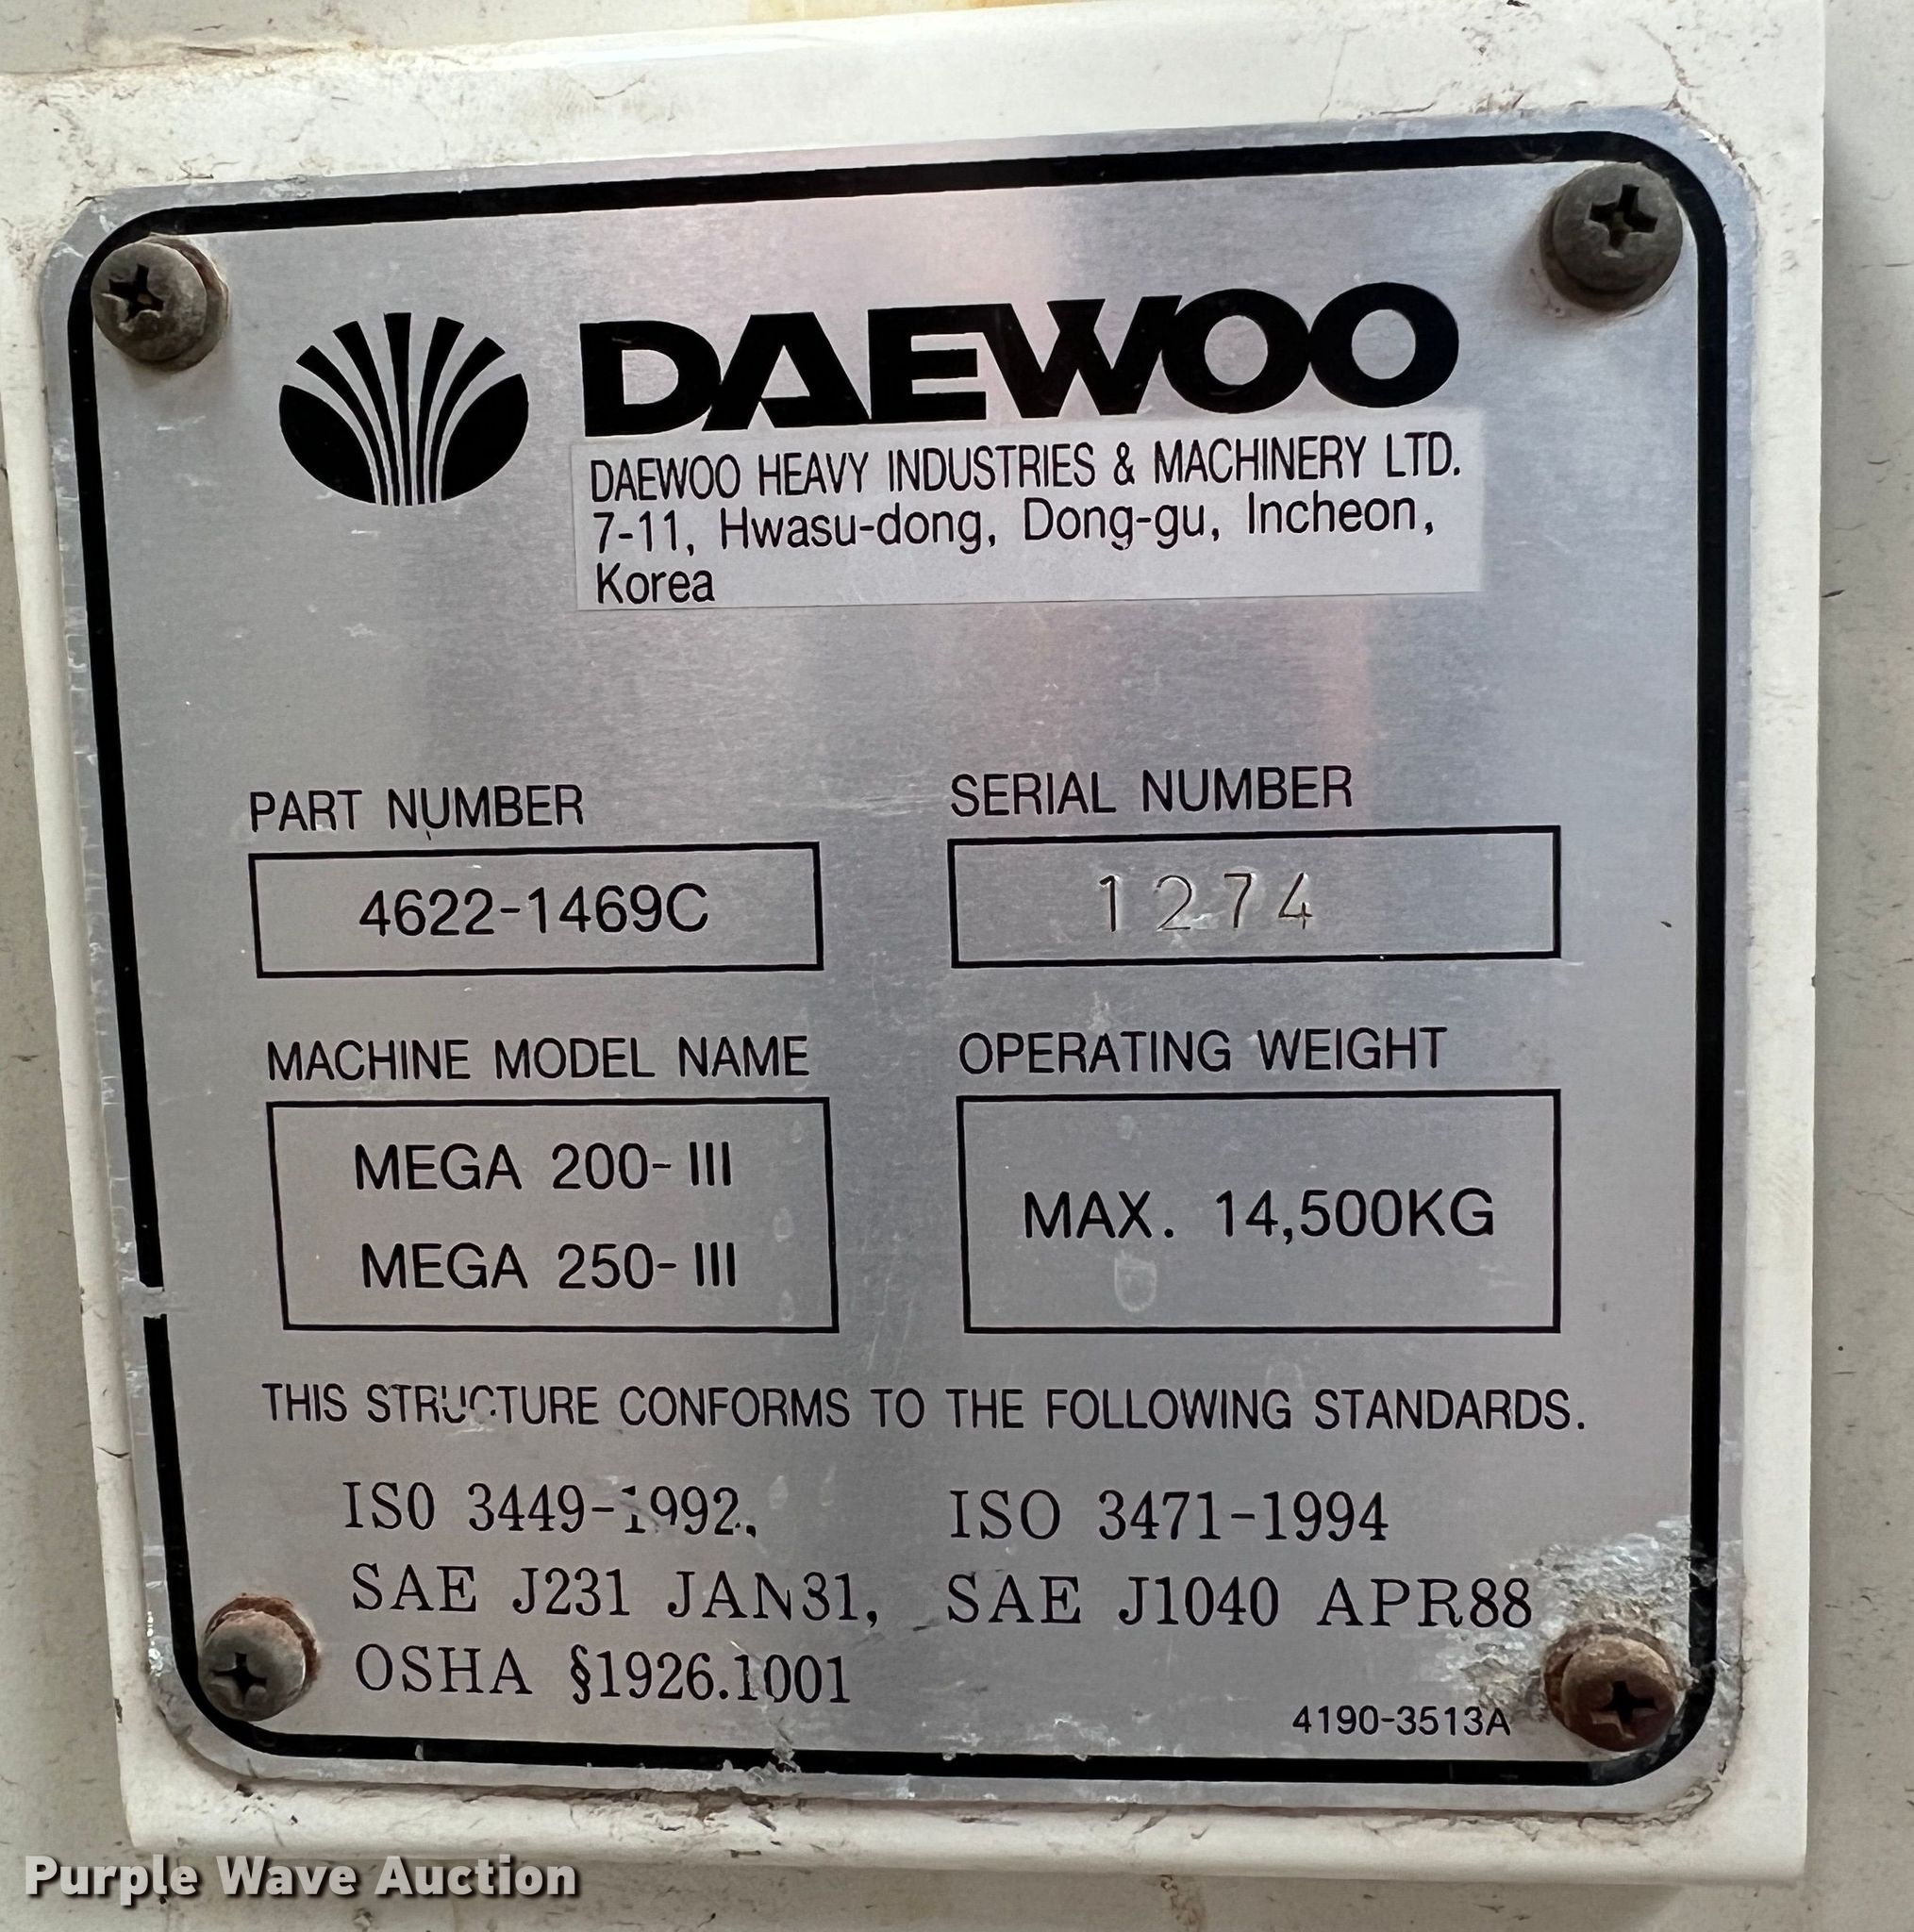 DAEWOO
DAEWOO HEAVY INDUSTRIES & MACHINERY LTD.
7-11, Hwasu-dong, Dong-gu, Incheon,
Korea
PART NUMBER
4622-1469C
SERIAL NUMBER
1274
MACHINE MODEL NAME
MEGA 200-III
MEGA 250-III
OPERATING WEIGHT
MAX. 14,500KG
THIS STRUCTURE CONFORMS TO THE FOLLOWING STANDARDS.
ISO 3449-1992, ISO 3471-1994
SAE J231 JAN31, SAE J1040 APR88
OSHA §1926.1001
4190-3513A
Purple Wave Auction